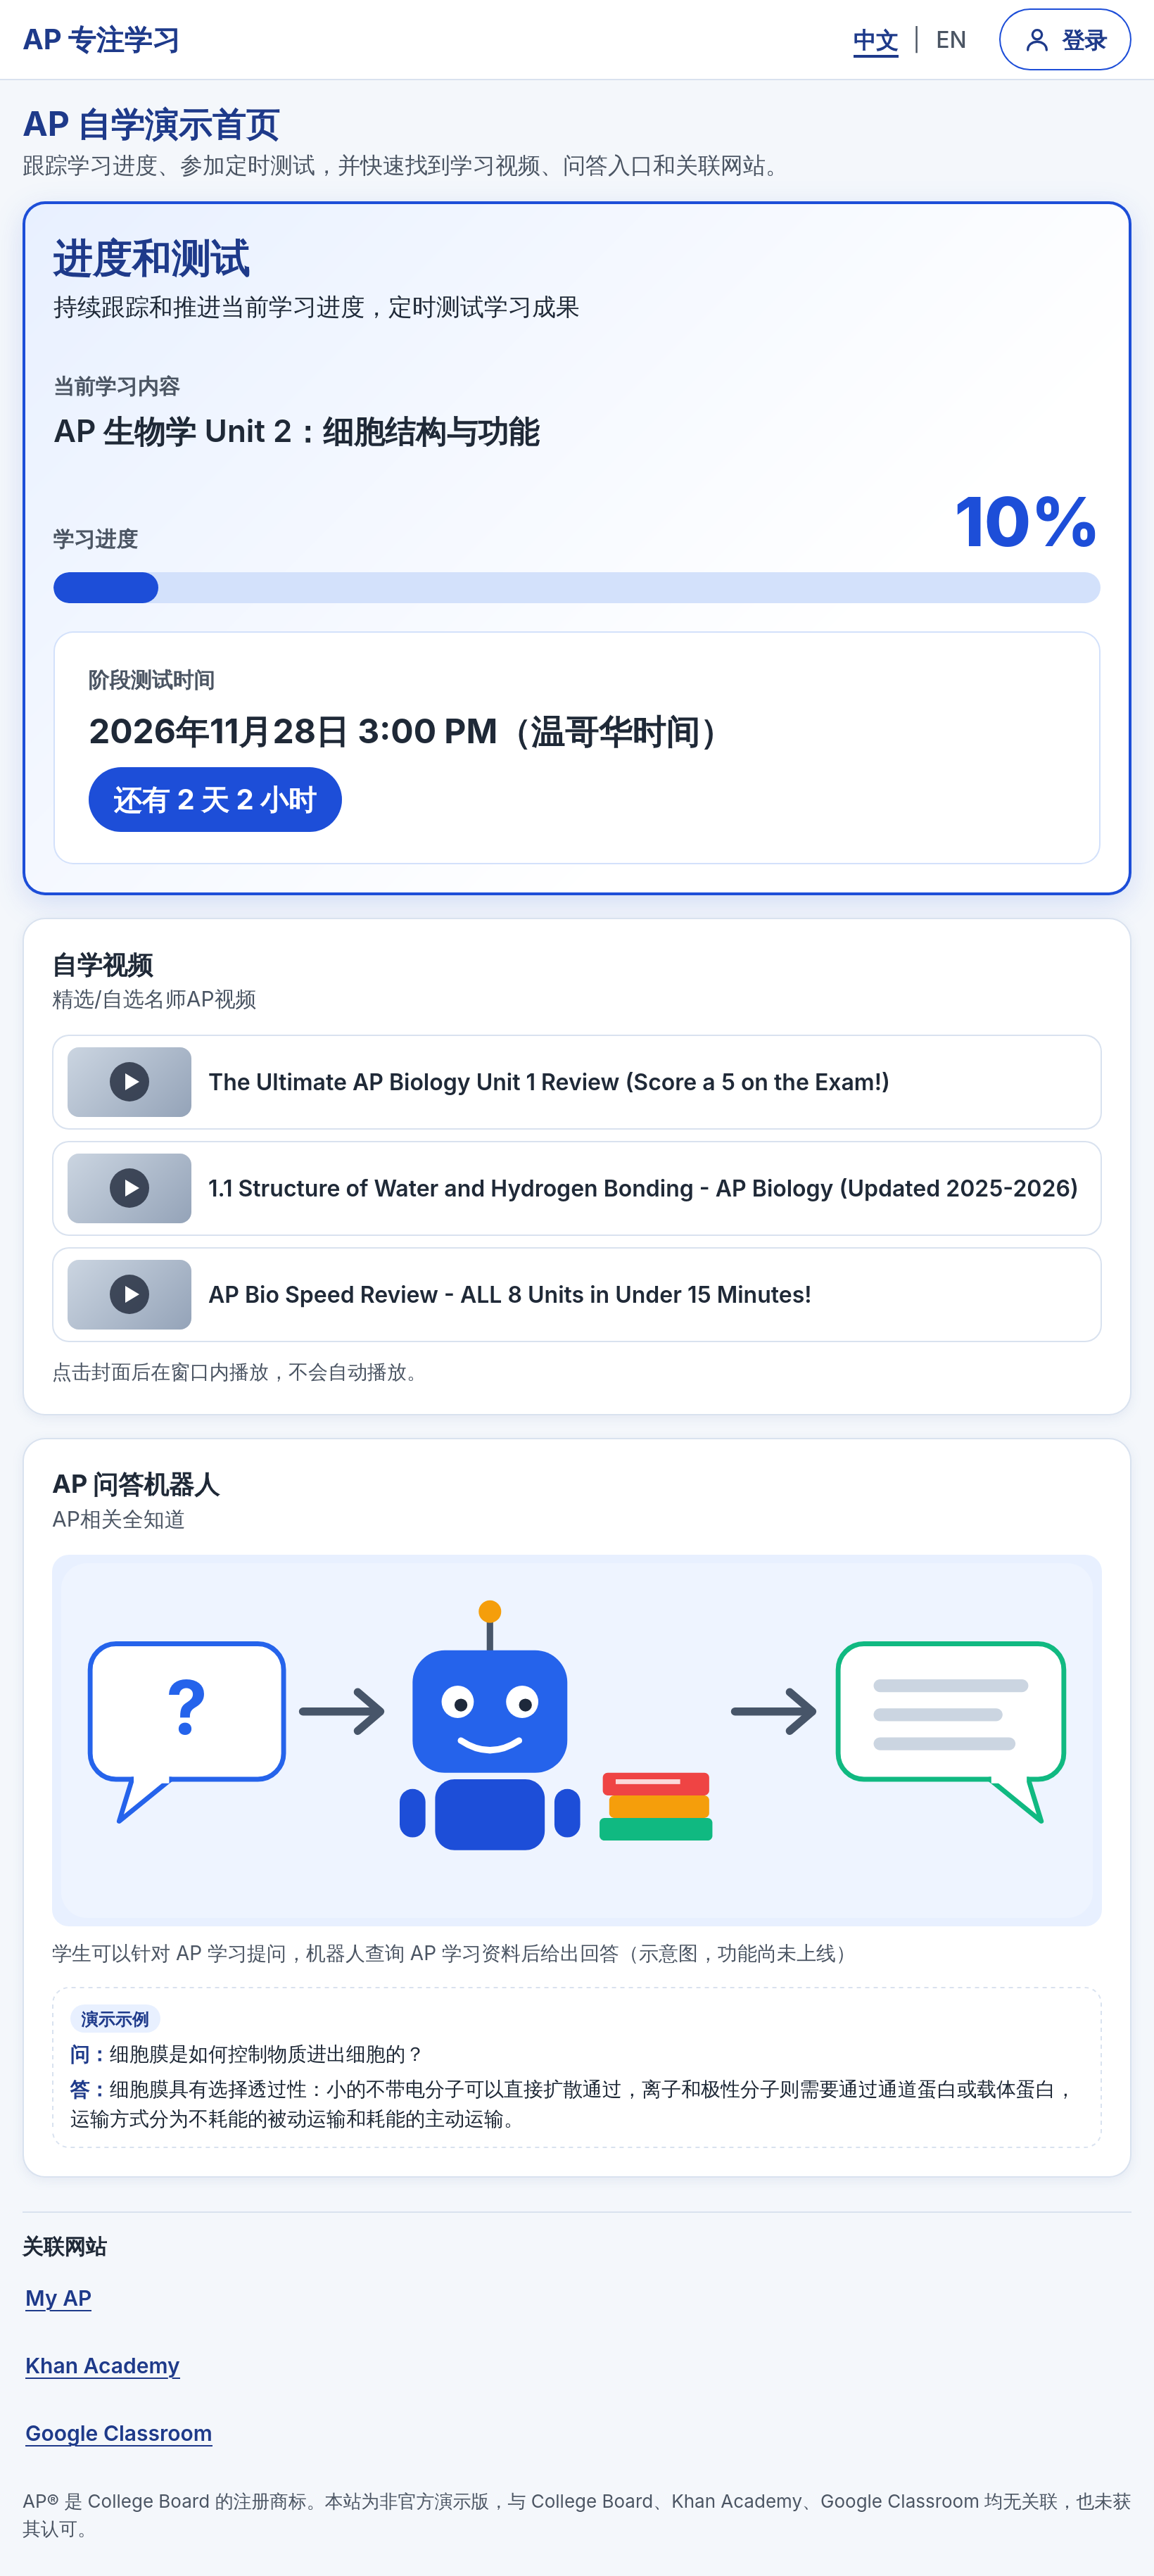 AP 专注学习
中文 | EN
登录
AP 自学演示首页
跟踪学习进度、参加定时测试，并快速找到学习视频、问答入口和关联网站。
进度和测试
持续跟踪和推进当前学习进度，定时测试学习成果
当前学习内容
AP 生物学 Unit 2：细胞结构与功能
学习进度
10%
阶段测试时间
2026年11月28日 3:00 PM（温哥华时间）
还有 2 天 2 小时
自学视频
精选/自选名师AP视频
The Ultimate AP Biology Unit 1 Review (Score a 5 on the Exam!)
1.1 Structure of Water and Hydrogen Bonding - AP Biology (Updated 2025-2026)
AP Bio Speed Review - ALL 8 Units in Under 15 Minutes!
点击封面后在窗口内播放，不会自动播放。
AP 问答机器人
AP相关全知道
?
学生可以针对 AP 学习提问，机器人查询 AP 学习资料后给出回答（示意图，功能尚未上线）
演示示例
问：细胞膜是如何控制物质进出细胞的？
答：细胞膜具有选择透过性：小的不带电分子可以直接扩散通过，离子和极性分子则需要通过通道蛋白或载体蛋白，
运输方式分为不耗能的被动运输和耗能的主动运输。
关联网站
My AP
Khan Academy
Google Classroom
AP® 是 College Board 的注册商标。本站为非官方演示版，与 College Board、Khan Academy、Google Classroom 均无关联，也未获
其认可。